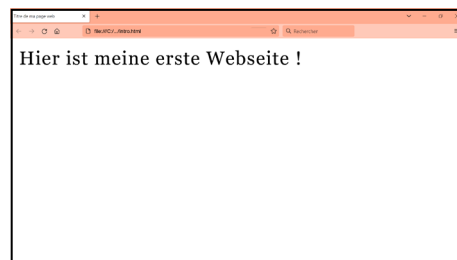 Titre de ma page web
file:///C:/.../intro.html
Rechercher
Hier ist meine erste Webseite !